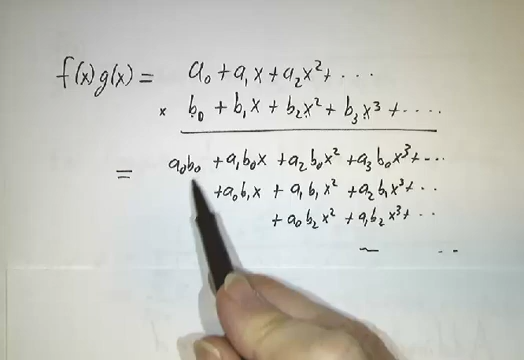 f(x)g(x) = a₀ + a₁x + a₂x² + ⋯
× b₀ + b₁x + b₂x² + b₃x³ + ⋯
= a₀b₀ + a₁b₀x + a₂b₀x² + a₃b₀x³ + ⋯
+ a₀b₁x + a₁b₁x² + a₂b₁x³ + ⋯
+ a₀b₂x² + a₁b₂x³ + ⋯